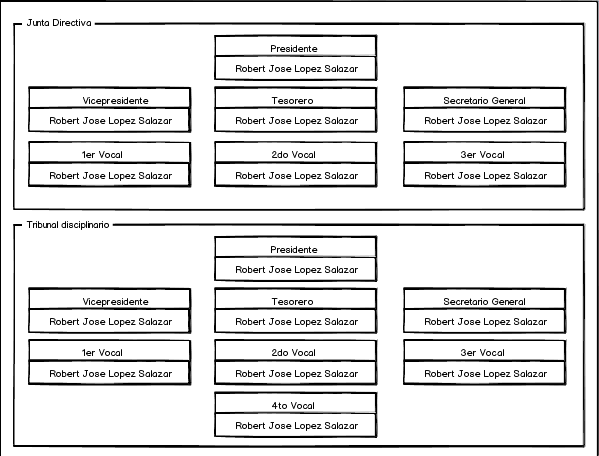 Junta Directiva
Presidente
Robert Jose Lopez Salazar
Vicepresidente
Tesorero
Secretario General
Robert Jose Lopez Salazar
Robert Jose Lopez Salazar
Robert Jose Lopez Salazar
1er Vocal
2do Vocal
3er Vocal
Robert Jose Lopez Salazar
Robert Jose Lopez Salazar
Robert Jose Lopez Salazar
Tribunal disciplinario
Presidente
Robert Jose Lopez Salazar
Vicepresidente
Tesorero
Secretario General
Robert Jose Lopez Salazar
Robert Jose Lopez Salazar
Robert Jose Lopez Salazar
1er Vocal
2do Vocal
3er Vocal
Robert Jose Lopez Salazar
Robert Jose Lopez Salazar
Robert Jose Lopez Salazar
4to Vocal
Robert Jose Lopez Salazar